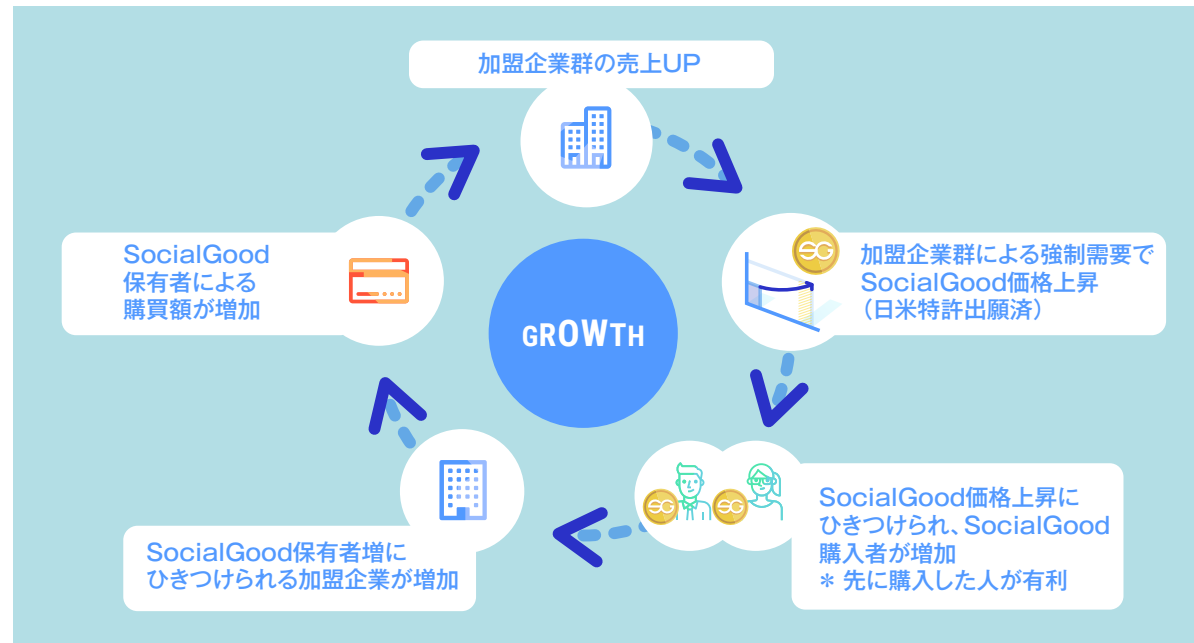 加盟企業群の売上UP
SG
加盟企業群による強制需要で
SocialGood価格上昇
（日米特許出願済）
SG
SG
SocialGood価格上昇に
ひきつけられ、SocialGood
購入者が増加
＊ 先に購入した人が有利
SocialGood保有者増に
ひきつけられる加盟企業が増加
SocialGood
保有者による
購買額が増加
GROWTH